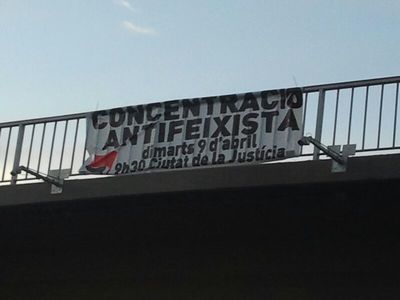 CONCENTRACIÓ
ANTIFEIXISTA
dimarts 9 d'abril
9h30 Ciutat de la Justícia